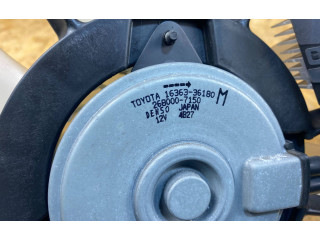 TOYOTA 16363-36180 M
268000-7150
DENSO JAPAN
12V 4B27